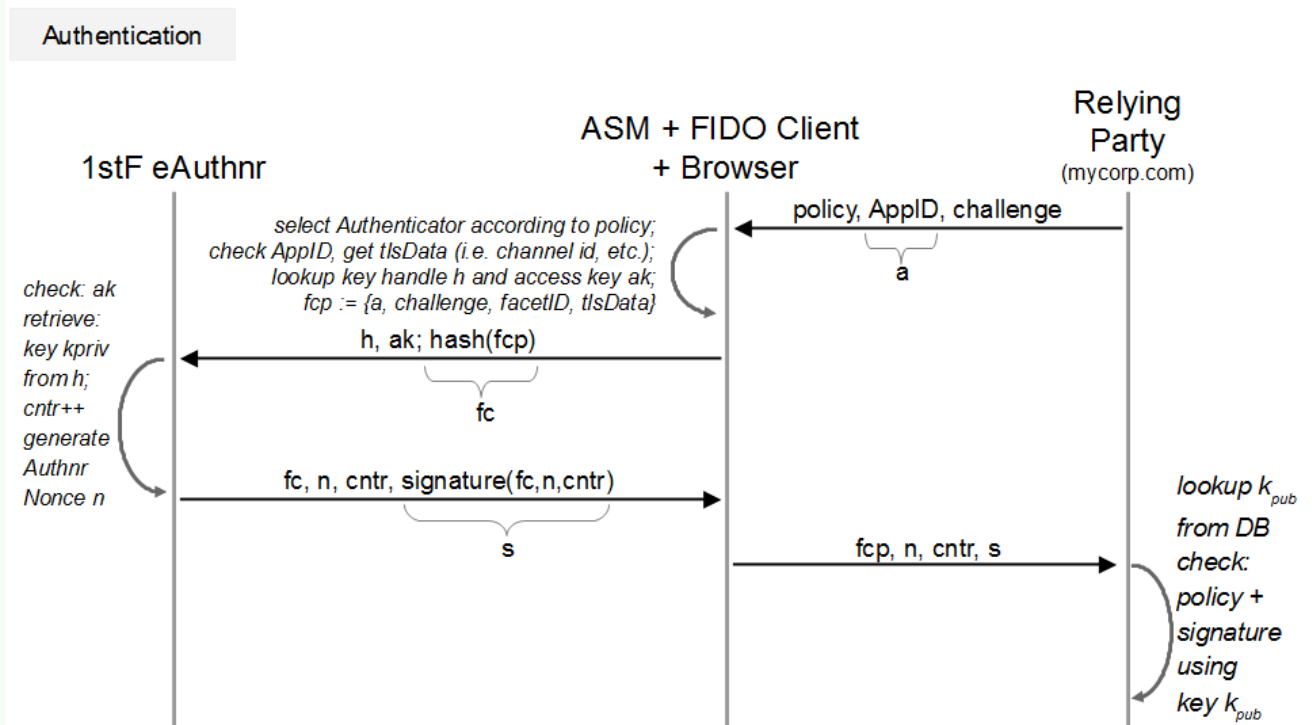 Authentication
1stF eAuthnr
ASM + FIDO Client
+ Browser
Relying
Party
(mycorp.com)
policy, AppID, challenge
a
select Authenticator according to policy;
check AppID, get tlsData (i.e. channel id, etc.);
lookup key handle h and access key ak;
fcp := {a, challenge, facetID, tlsData}
h, ak; hash(fcp)
fc
check: ak
retrieve:
key kpriv
from h;
cntr++
generate
Authnr
Nonce n
fc, n, cntr, signature(fc,n,cntr)
s
fcp, n, cntr, s
lookup kpub
from DB
check:
policy +
signature
using
key kpub